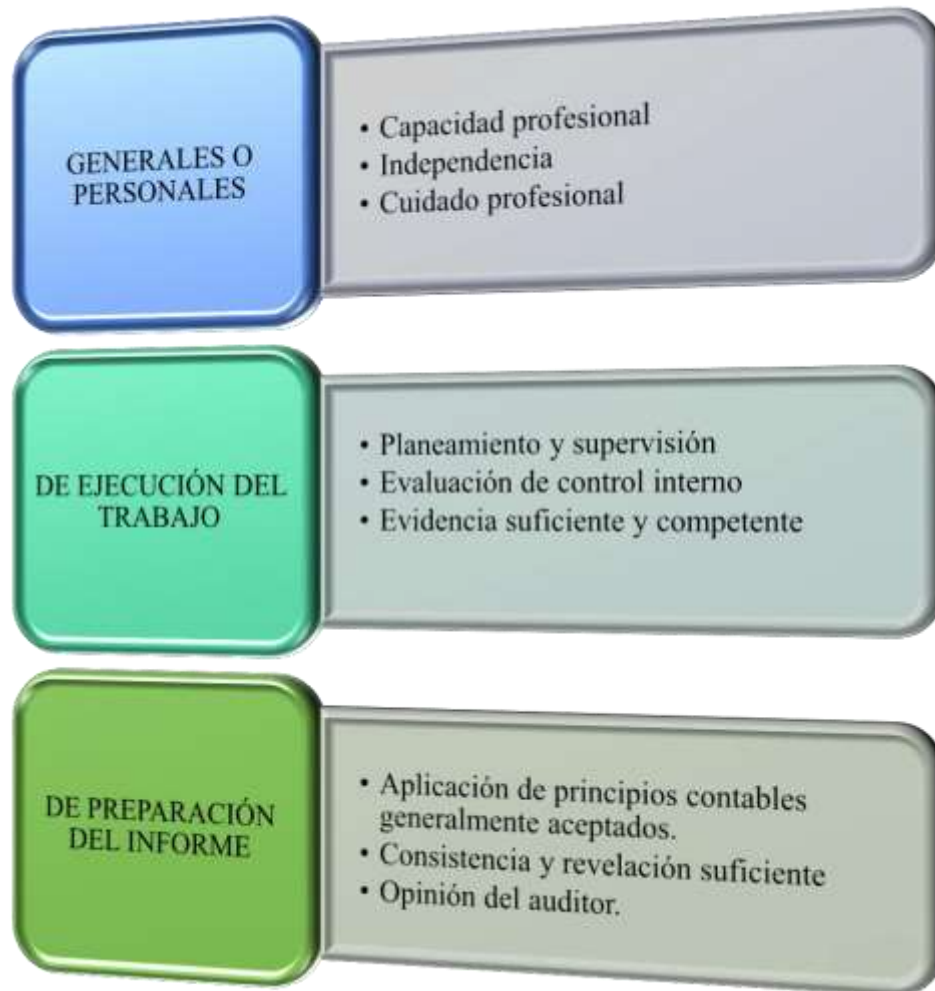 GENERALES O
PERSONALES
• Capacidad profesional
• Independencia
• Cuidado profesional
DE EJECUCIÓN DEL
TRABAJO
• Planeamiento y supervisión
• Evaluación de control interno
• Evidencia suficiente y competente
DE PREPARACIÓN
DEL INFORME
• Aplicación de principios contables
generalmente aceptados.
• Consistencia y revelación suficiente
• Opinión del auditor.